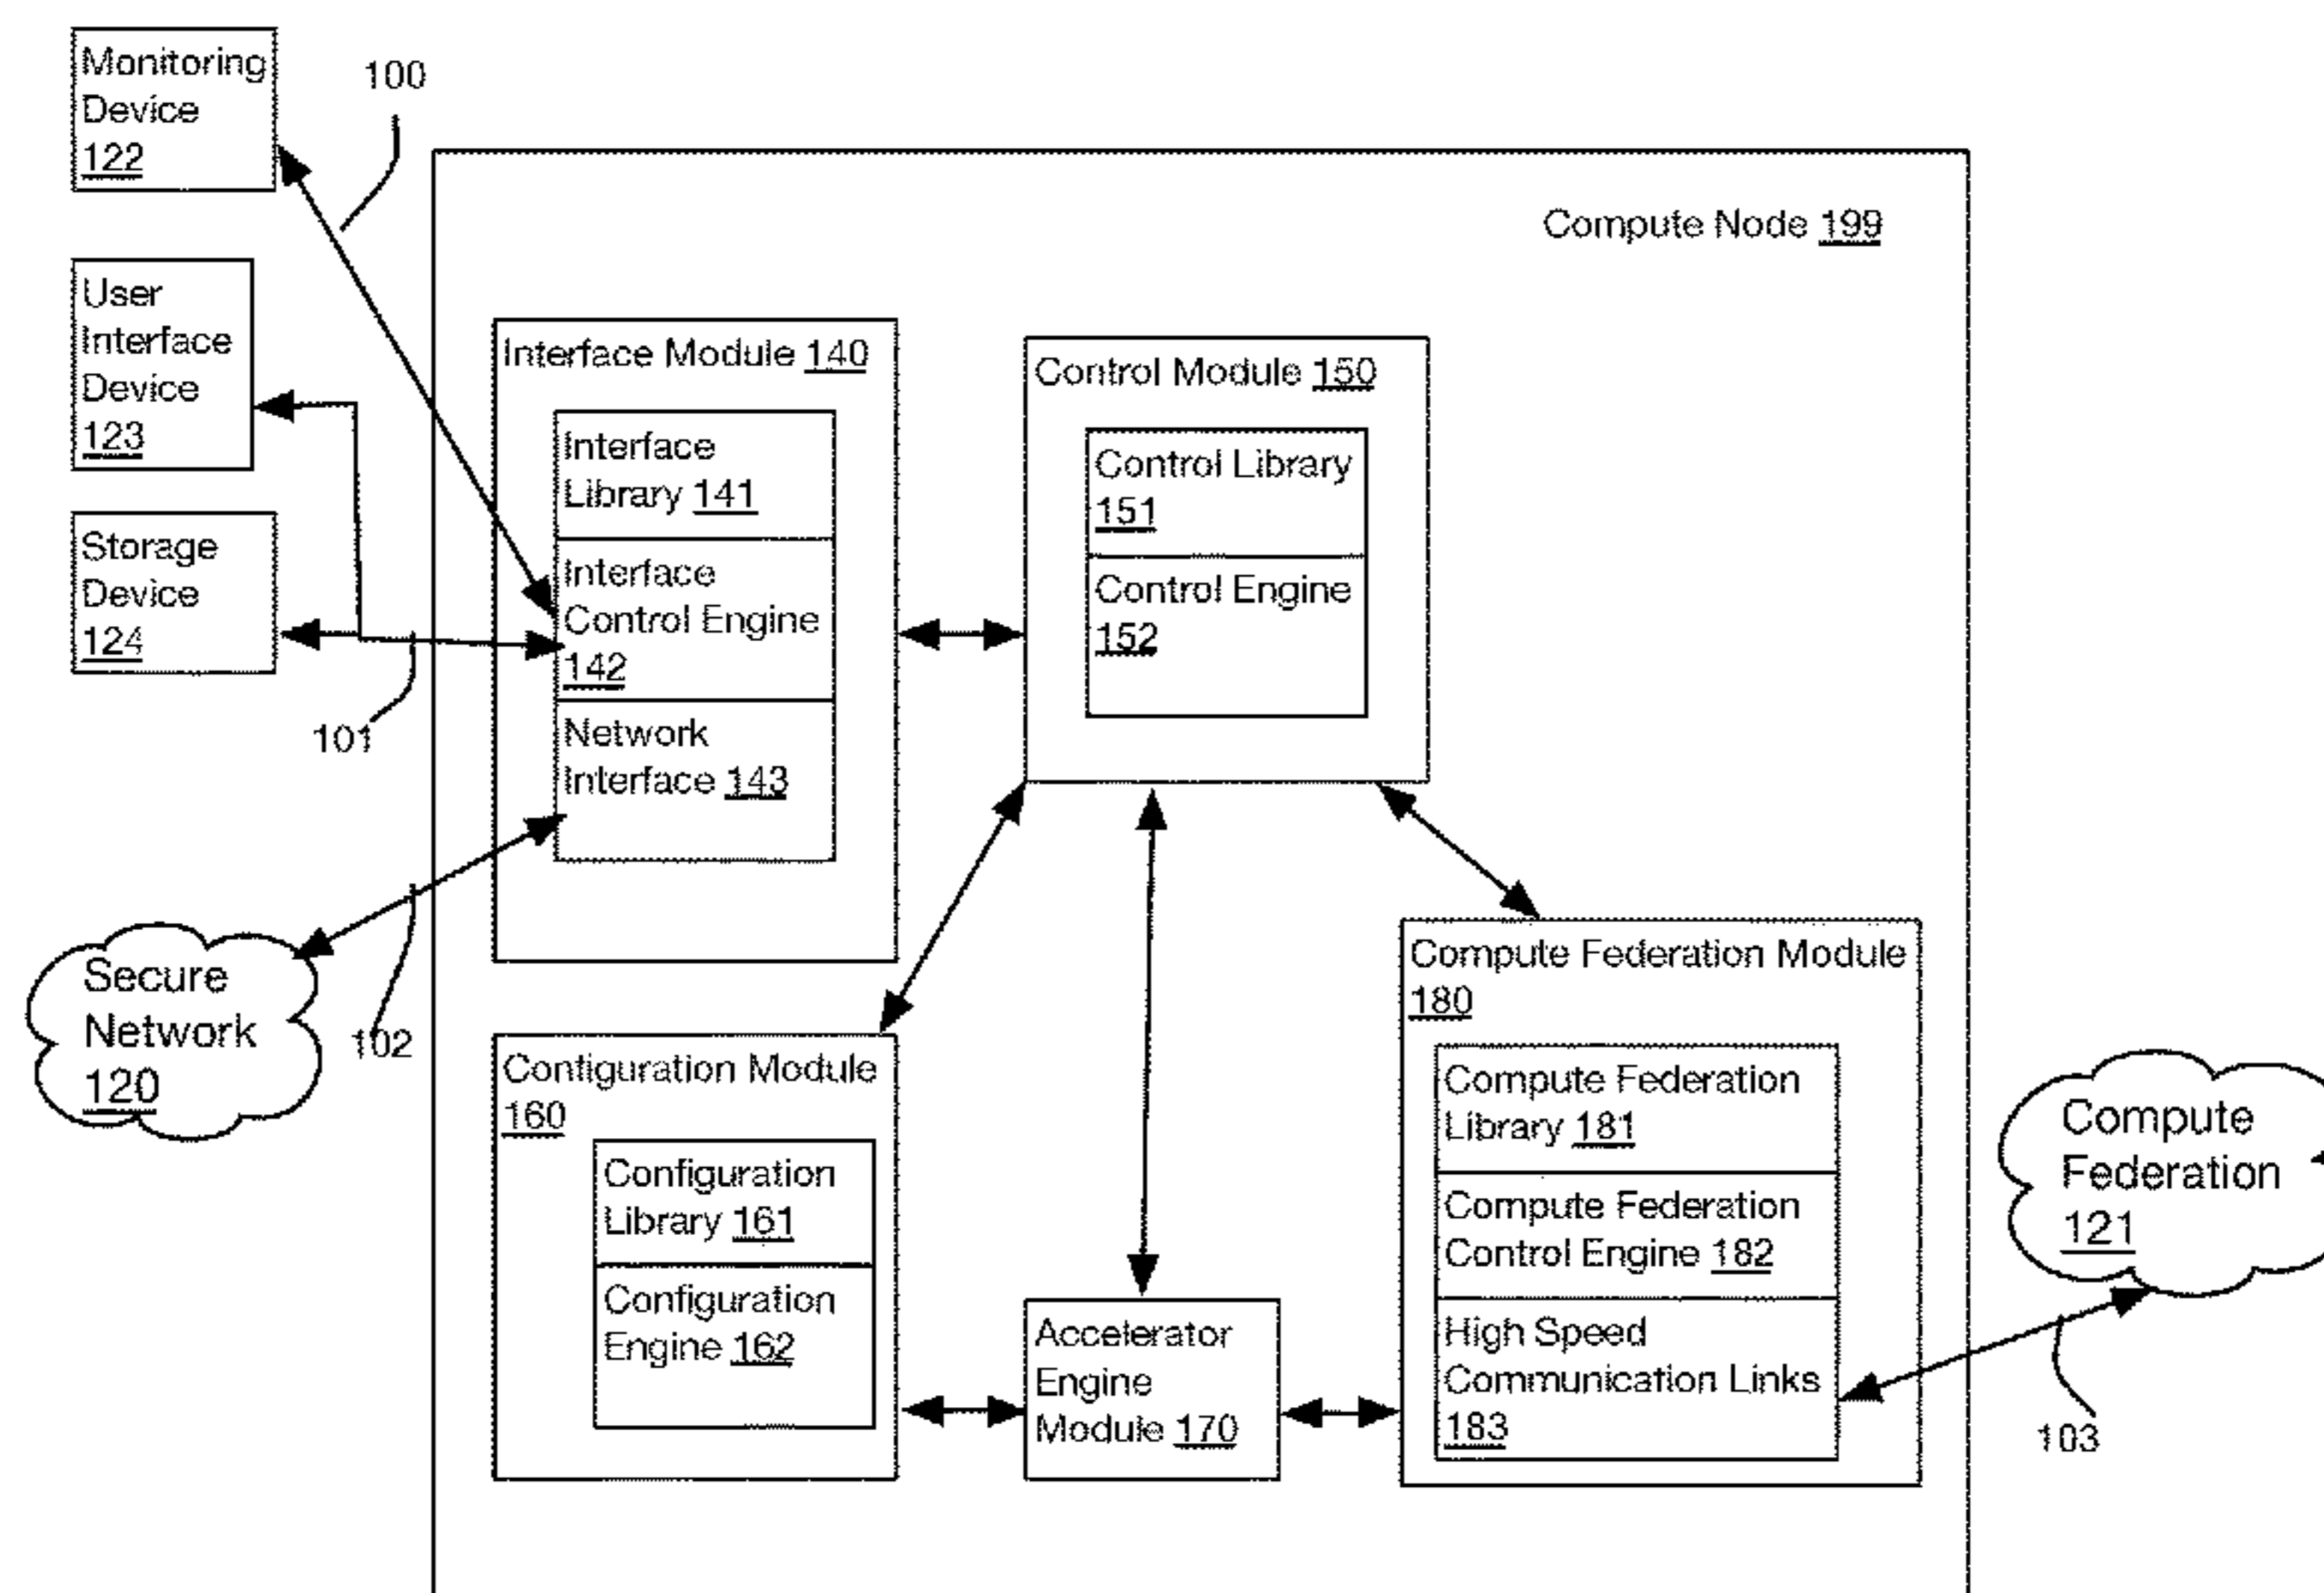 Monitoring
Device
122
100
Compute Node 199
User
Interface
Device
123
Storage
Device
124
101
Interface Module 140
Interface
Library 141
Interface
Control Engine
142
Network
Interface 143
Control Module 150
Control Library
151
Control Engine
152
Secure
Network
120
102
Configuration Module
160
Configuration
Library 161
Configuration
Engine 162
Accelerator
Engine
Module 170
Compute Federation Module
180
Compute Federation
Library 181
Compute Federation
Control Engine 182
High Speed
Communication Links
183
Compute
Federation
121
103